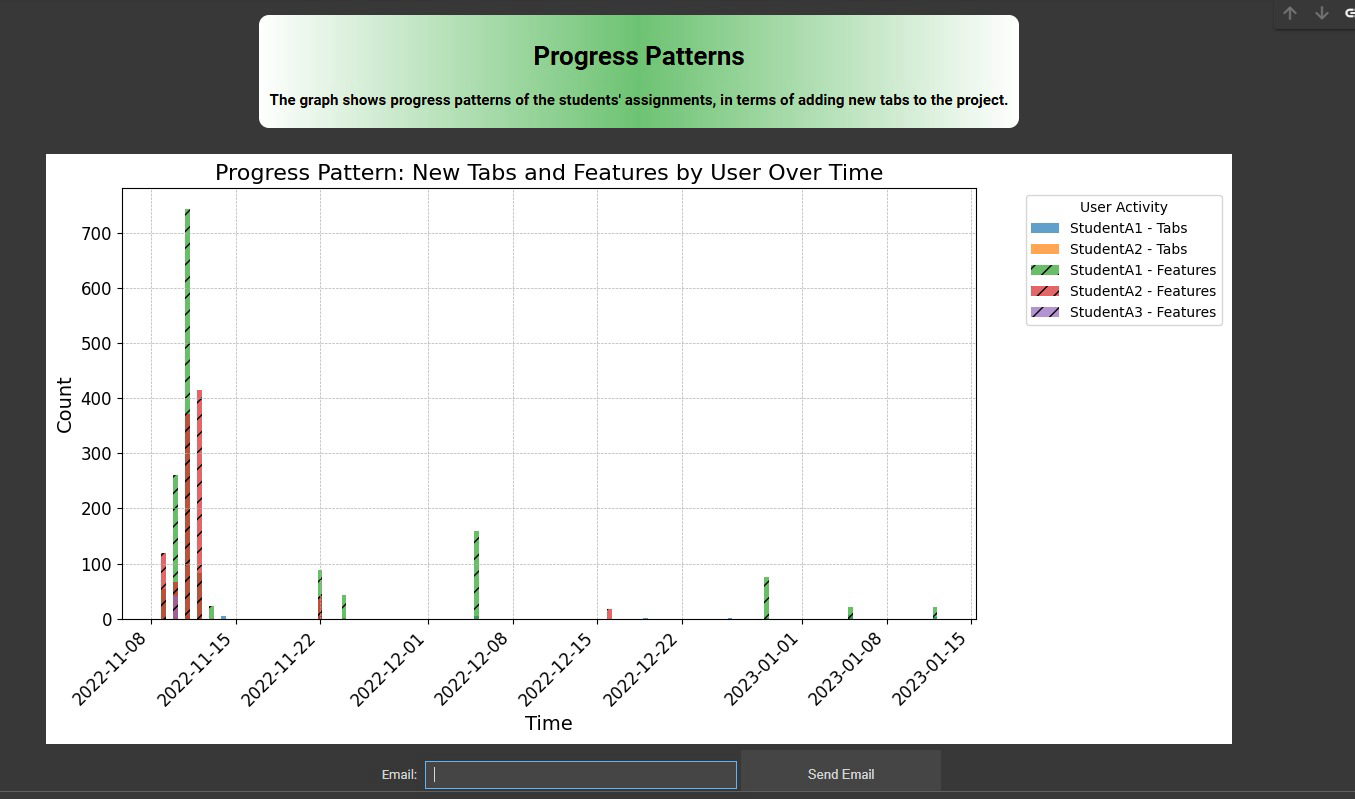 Progress Patterns
The graph shows progress patterns of the students' assignments, in terms of adding new tabs to the project.
Progress Pattern: New Tabs and Features by User Over Time
User Activity
StudentA1 - Tabs
StudentA2 - Tabs
StudentA1 - Features
StudentA2 - Features
StudentA3 - Features
Count
700
600
500
400
300
200
100
0
2022-11-08
2022-11-15
2022-11-22
2022-12-01
2022-12-08
2022-12-15
2022-12-22
2023-01-01
2023-01-08
2023-01-15
Time
Email:
Send Email